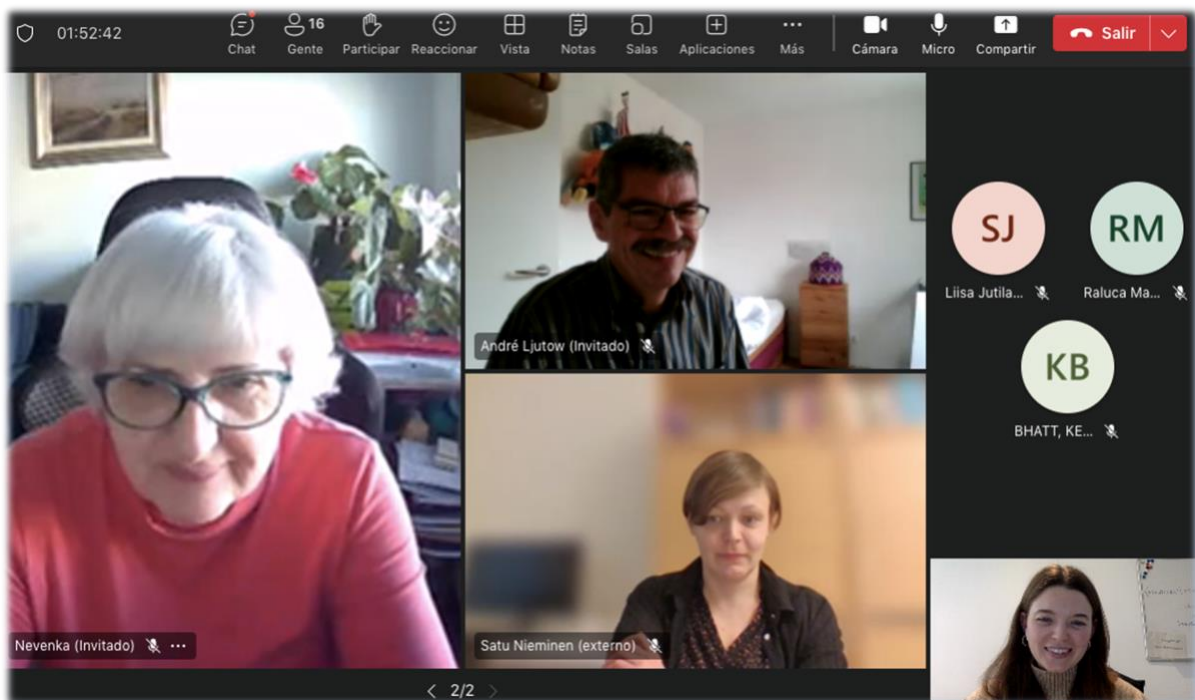 01:52:42
16
Chat
Gente
Participar
Reaccionar
Vista
Notas
Salas
Aplicaciones
Más
Cámara
Micro
Compartir
Salir
André Ljutow (Invitado)
SJ
RM
Liisa Jutila...
Raluca Ma...
KB
BHATT, KE...
Nevenka (Invitado)
Satu Nieminen (externo)
2/2